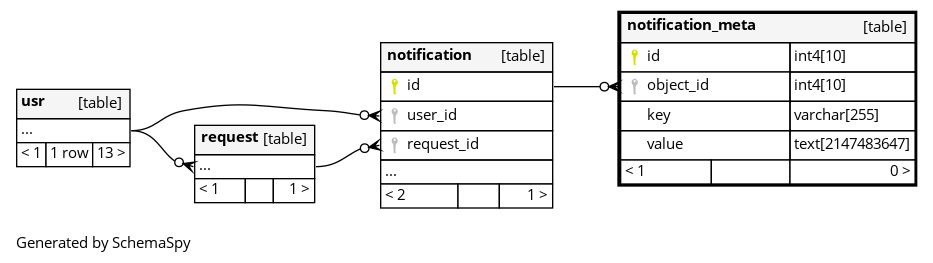 usr [table]
...
< 1 1 row 13 >
request [table]
...
< 1 1 >
notification [table]
id
user_id
request_id
...
< 2 1 >
notification_meta [table]
id int4[10]
object_id int4[10]
key varchar[255]
value text[2147483647]
< 1 0 >
Generated by SchemaSpy